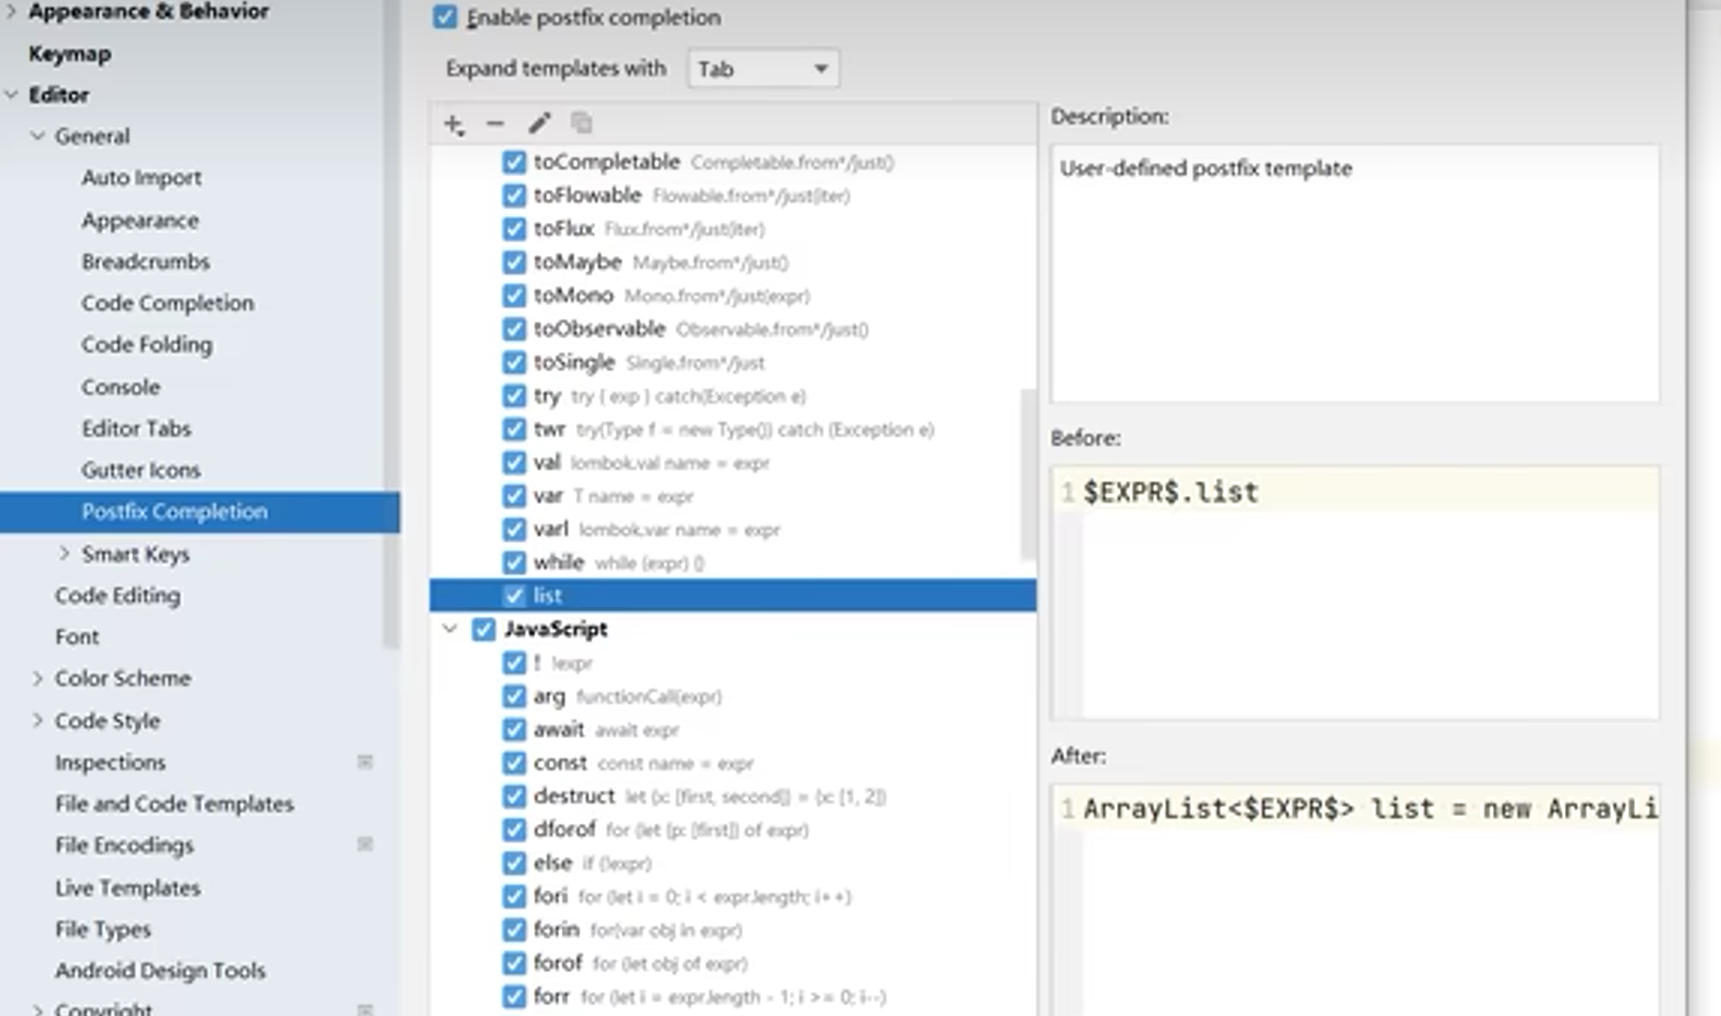 Appearance & Behavior
Keymap
Editor
General
Auto Import
Appearance
Breadcrumbs
Code Completion
Code Folding
Console
Editor Tabs
Gutter Icons
Postfix Completion
Smart Keys
Code Editing
Font
Color Scheme
Code Style
Inspections
File and Code Templates
File Encodings
Live Templates
File Types
Android Design Tools
Copyright
Enable postfix completion
Expand templates with Tab
toCompletable Completable.from*/just()
toFlowable Flowable.from*/just(iter)
toFlux Flux.from*/just(iter)
toMaybe Maybe.from*/just()
toMono Mono.from*/just(expr)
toObservable Observable.from*/just()
toSingle Single.from*/just
try try { exp } catch(Exception e)
twr try(Type f = new Type()) catch (Exception e)
val lombok.val name = expr
var T name = expr
varl lombok.var name = expr
while while (expr) {}
list
JavaScript
! !expr
arg functionCall(expr)
await await expr
const const name = expr
destruct let {x: [first, second]} = {x: [1, 2]}
dforof for (let {p: [first]} of expr)
else if (!expr)
fori for (let i = 0; i < expr.length; i++)
forin for(var obj in expr)
forof for (let obj of expr)
forr for (let i = expr.length - 1; i >= 0; i--)
Description:
User-defined postfix template
Before:
1 $EXPR$.list
After:
1 ArrayList<$EXPR$> list = new ArrayLi